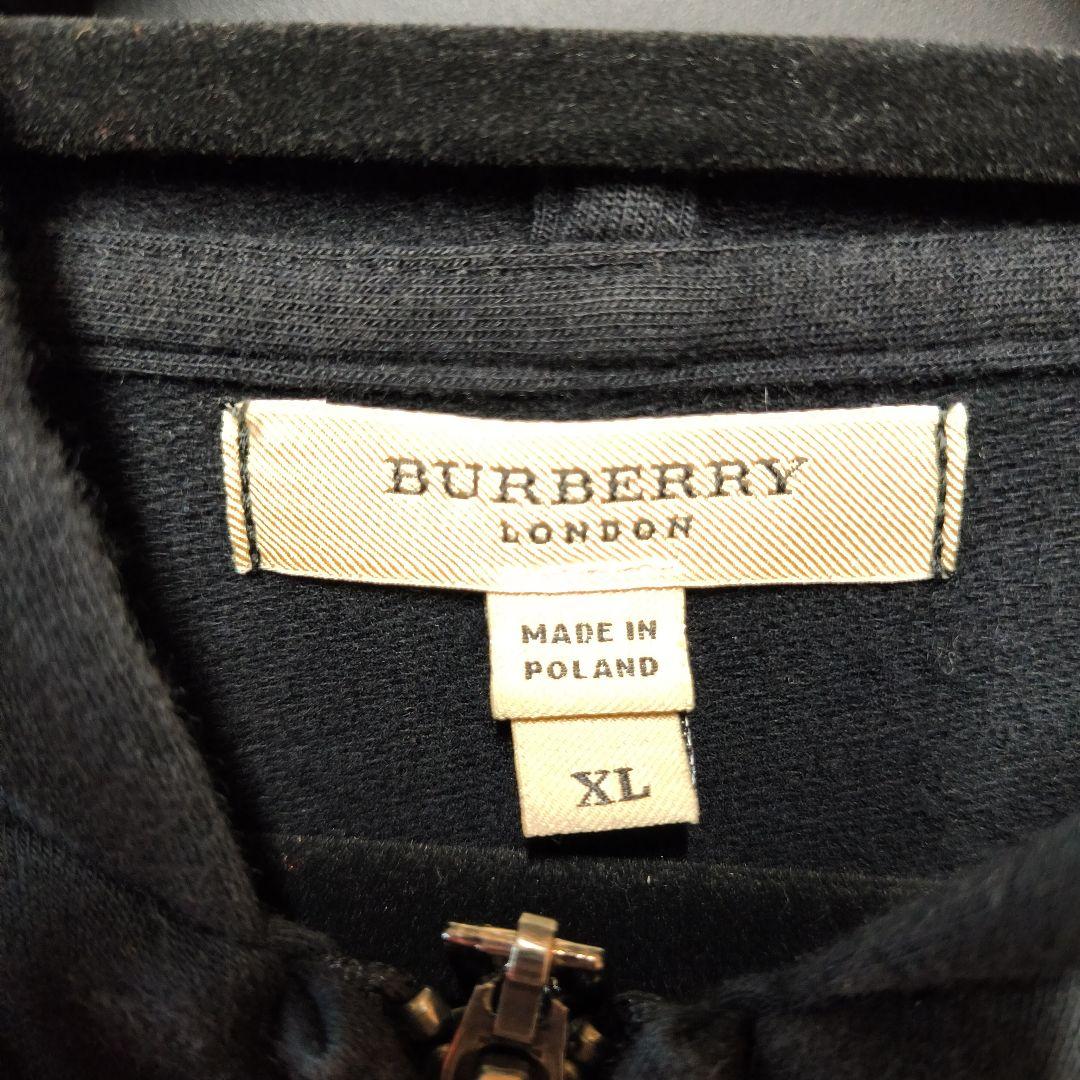 BURBERRY
LONDON
MADE IN
POLAND
XL